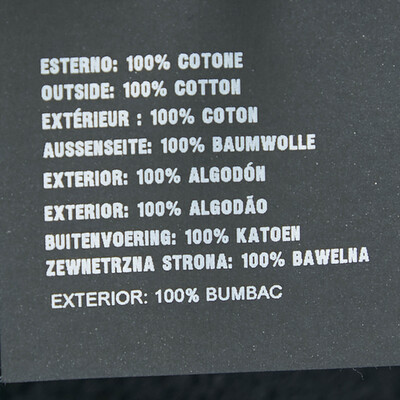 ESTERNO: 100% COTONE
OUTSIDE: 100% COTTON
EXTÉRIEUR : 100% COTON
AUSSENSEITE: 100% BAUMWOLLE
EXTERIOR: 100% ALGODÓN
EXTERIOR: 100% ALGODÃO
BUITENVOERING: 100% KATOEN
ZEWNETRZNA STRONA: 100% BAWELNA
EXTERIOR: 100% BUMBAC